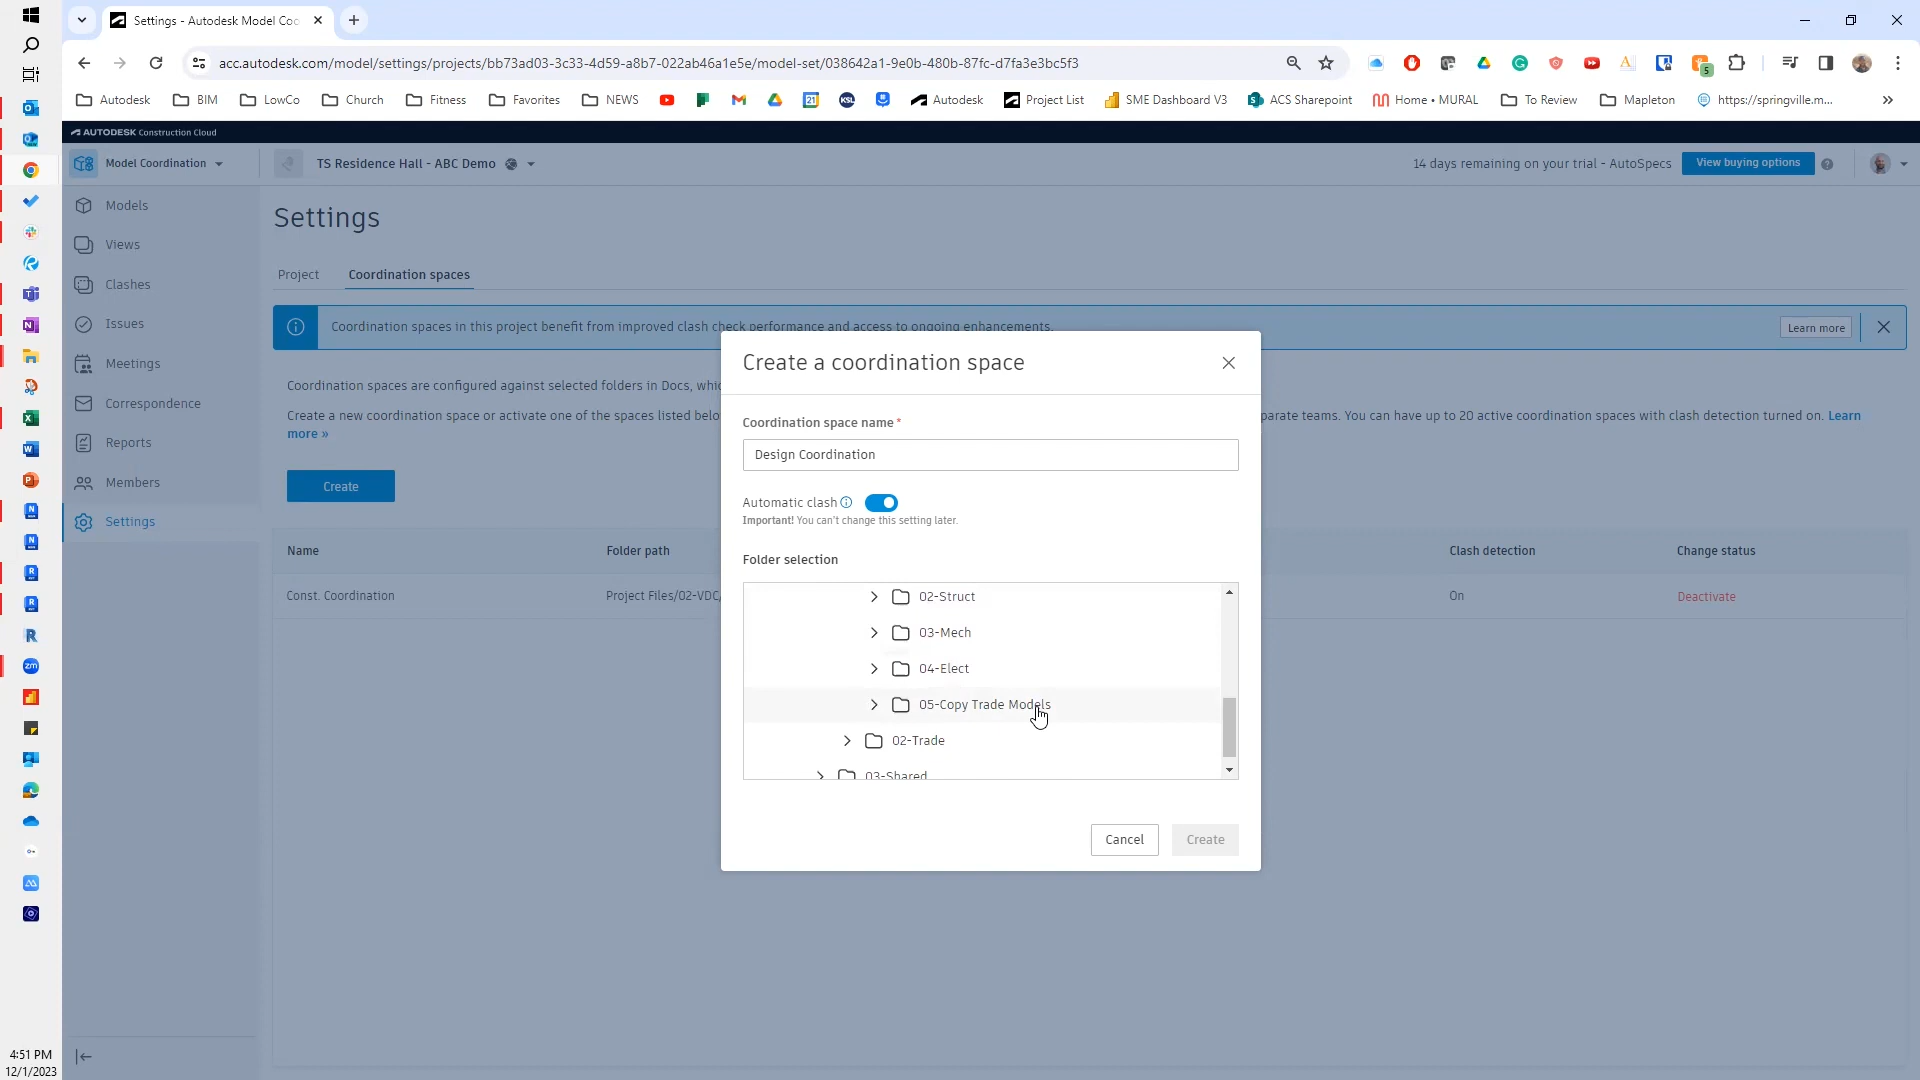 Settings - Autodesk Model Coo
acc.autodesk.com/model/settings/projects/bb73ad03-3c33-4d59-a8b7-022ab46a1e5e/model-set/038642a1-9e0b-480b-87fc-d7fa3e3bc5f3
5
Autodesk
BIM
LowCo
Church
Fitness
Favorites
NEWS
21
KSL
Autodesk
Project List
SME Dashboard V3
ACS Sharepoint
Home • MURAL
To Review
Mapleton
https://springville.m...
»
AUTODESK Construction Cloud
Model Coordination
TS Residence Hall - ABC Demo
14 days remaining on your trial - AutoSpecs
View buying options
Models
Views
Clashes
Issues
Meetings
Correspondence
Reports
Members
Settings
Settings
Project
Coordination spaces
Coordination spaces in this project benefit from improved clash check performance and access to ongoing enhancements.
Learn more
Coordination spaces are configured against selected folders in Docs, whic
Create a new coordination space or activate one of the spaces listed belo
parate teams. You can have up to 20 active coordination spaces with clash detection turned on. Learn
more »
Create
Name
Folder path
Clash detection
Change status
Const. Coordination
Project Files/02-VDC/
On
Deactivate
Create a coordination space
Coordination space name*
Design Coordination
Automatic clash
Important! You can't change this setting later.
Folder selection
02-Struct
03-Mech
04-Elect
05-Copy Trade Models
02-Trade
03-Shared
Cancel
Create
zm
4:51 PM
12/1/2023